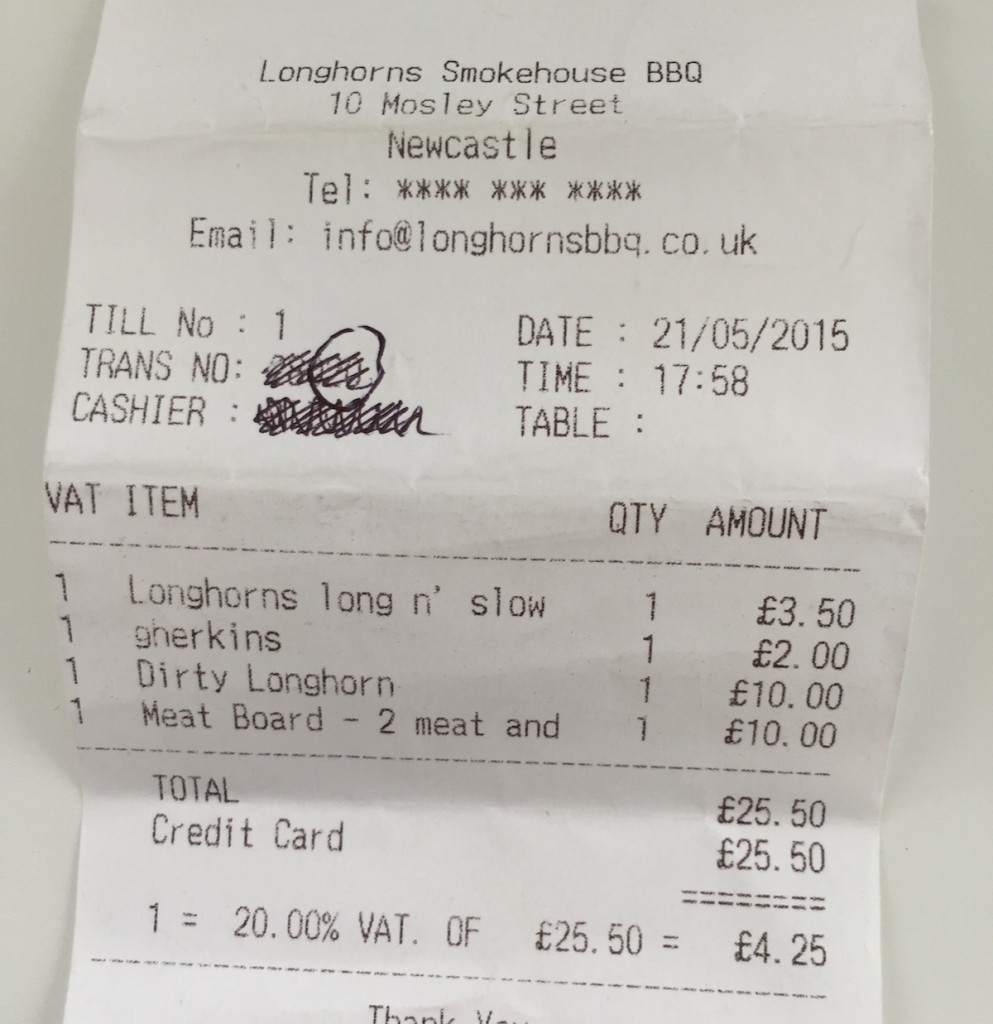 Longhorns Smokehouse BBQ
10 Mosley Street
Newcastle
Tel: **** *** ****
Email: info@longhornsbbq.co.uk
TILL No : 1 DATE : 21/05/2015
TRANS NO: TIME : 17:58
CASHIER : TABLE :
VAT ITEM QTY AMOUNT
1 Longhorns long n' slow 1 £3.50
1 gherkins 1 £2.00
1 Dirty Longhorn 1 £10.00
1 Meat Board - 2 meat and 1 £10.00
TOTAL £25.50
Credit Card £25.50
========
1 = 20.00% VAT. OF £25.50 = £4.25
Thank You